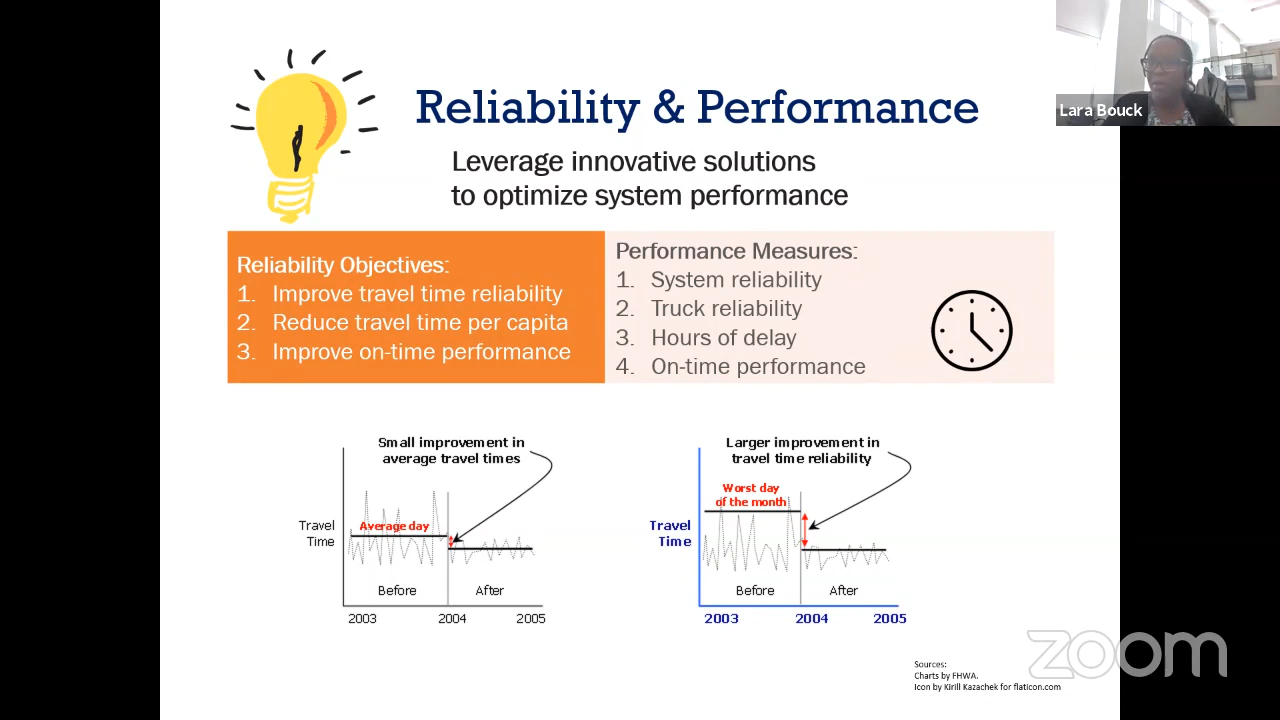 Reliability & Performance
Lara Bouck
Leverage innovative solutions
to optimize system performance
Reliability Objectives:
1. Improve travel time reliability
2. Reduce travel time per capita
3. Improve on-time performance
Performance Measures:
1. System reliability
2. Truck reliability
3. Hours of delay
4. On-time performance
Small improvement in
average travel times
Average day
Travel
Time
Before
After
2003
2004
2005
Larger improvement in
travel time reliability
Worst day
of the month
Travel
Time
Before
After
2003
2004
2005
zoom
Sources:
Charts by FHWA.
Icon by Kirill Kazachek for flaticon.com